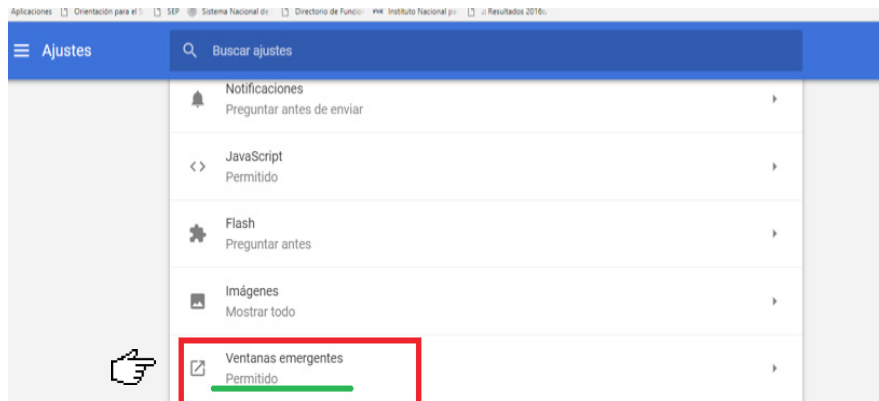 Aplicaciones Orientación para el S SEP Sistema Nacional de Directorio de Funcion Instituto Nacional pa Resultados 2016
Ajustes Buscar ajustes
Notificaciones
Preguntar antes de enviar
JavaScript
Permitido
Flash
Preguntar antes
Imágenes
Mostrar todo
Ventanas emergentes
Permitido